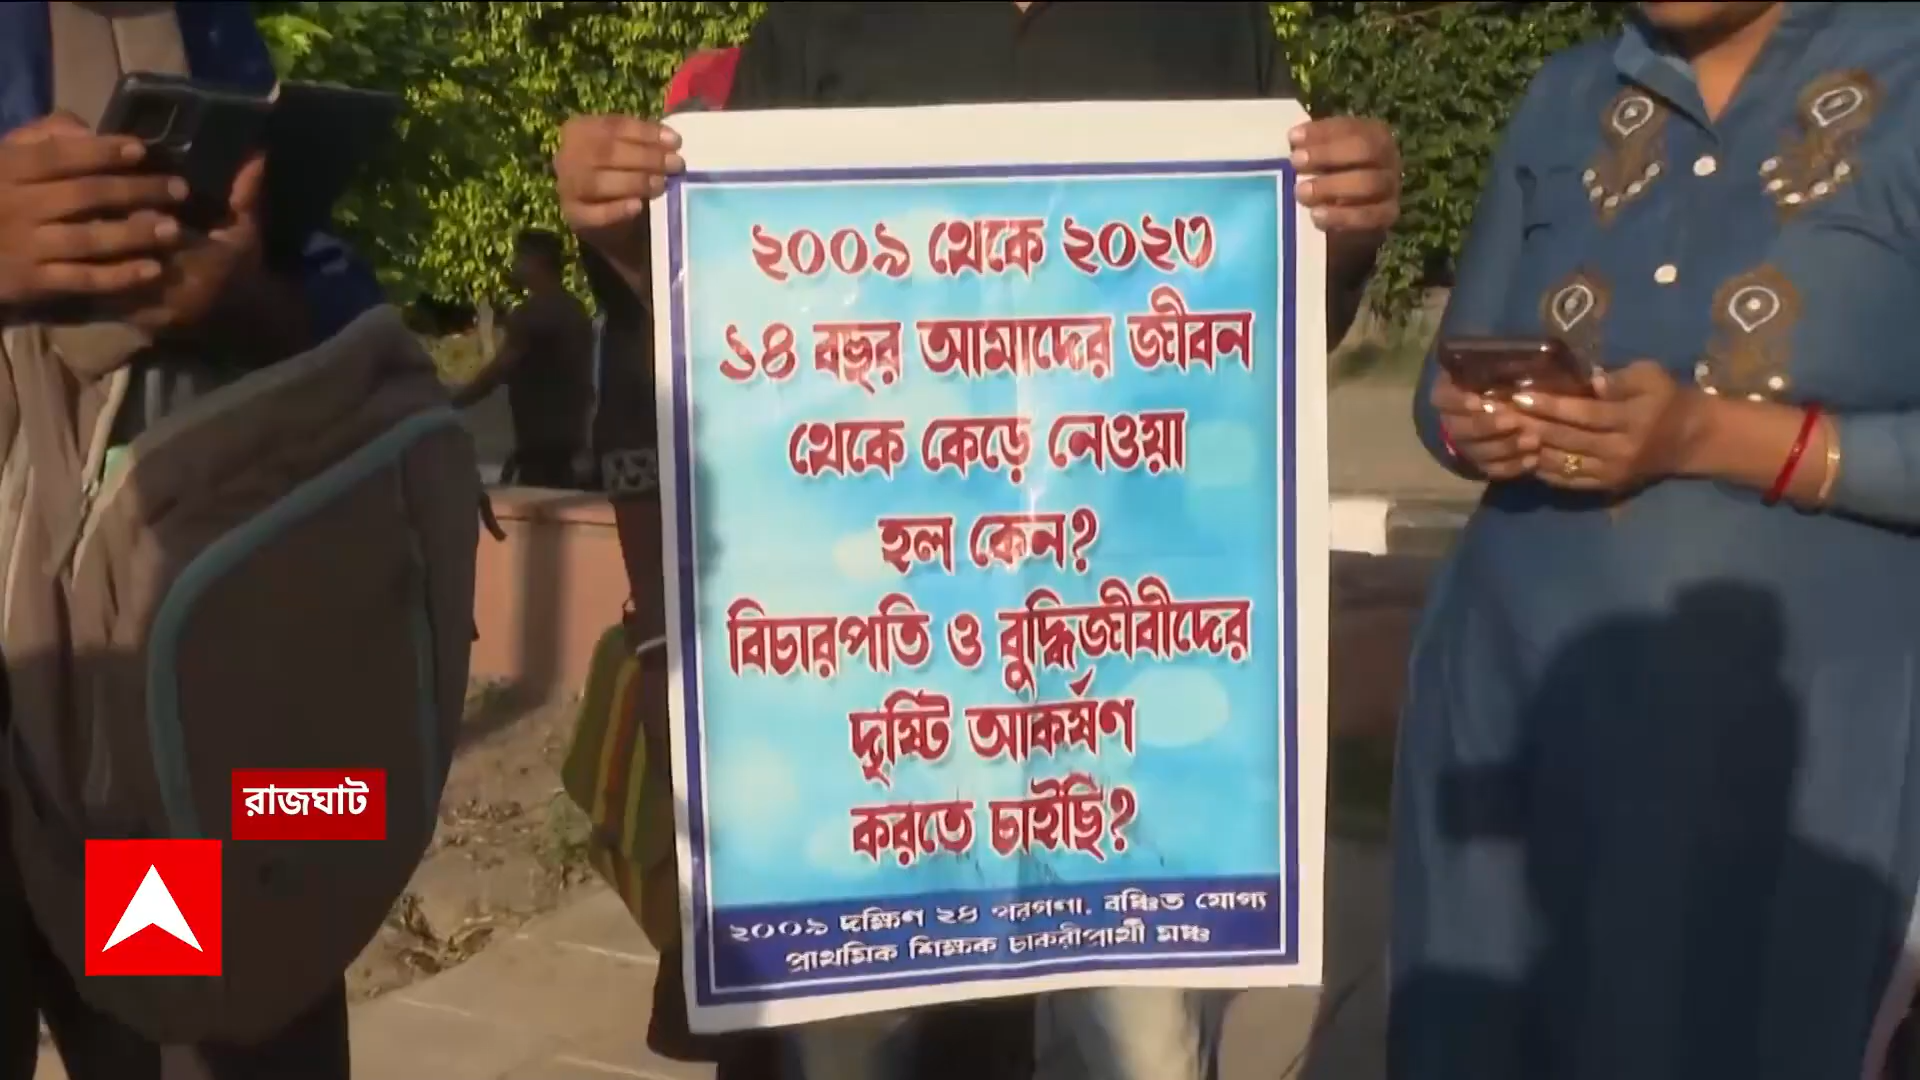 ২০০৯ থেকে ২০২৩
১৪ বছর আমাদের জীবন
থেকে কেড়ে নেওয়া
হল কেন?
বিচারপতি ও বুদ্ধিজীবীদের
দৃষ্টি আকর্ষণ
করতে চাইছি?
২০০৯ দক্ষিণ ২৪ পরগণা, বঞ্চিত যোগ্য
প্রাথমিক শিক্ষক চাকরীপ্রার্থী মঞ্চ
রাজঘাট